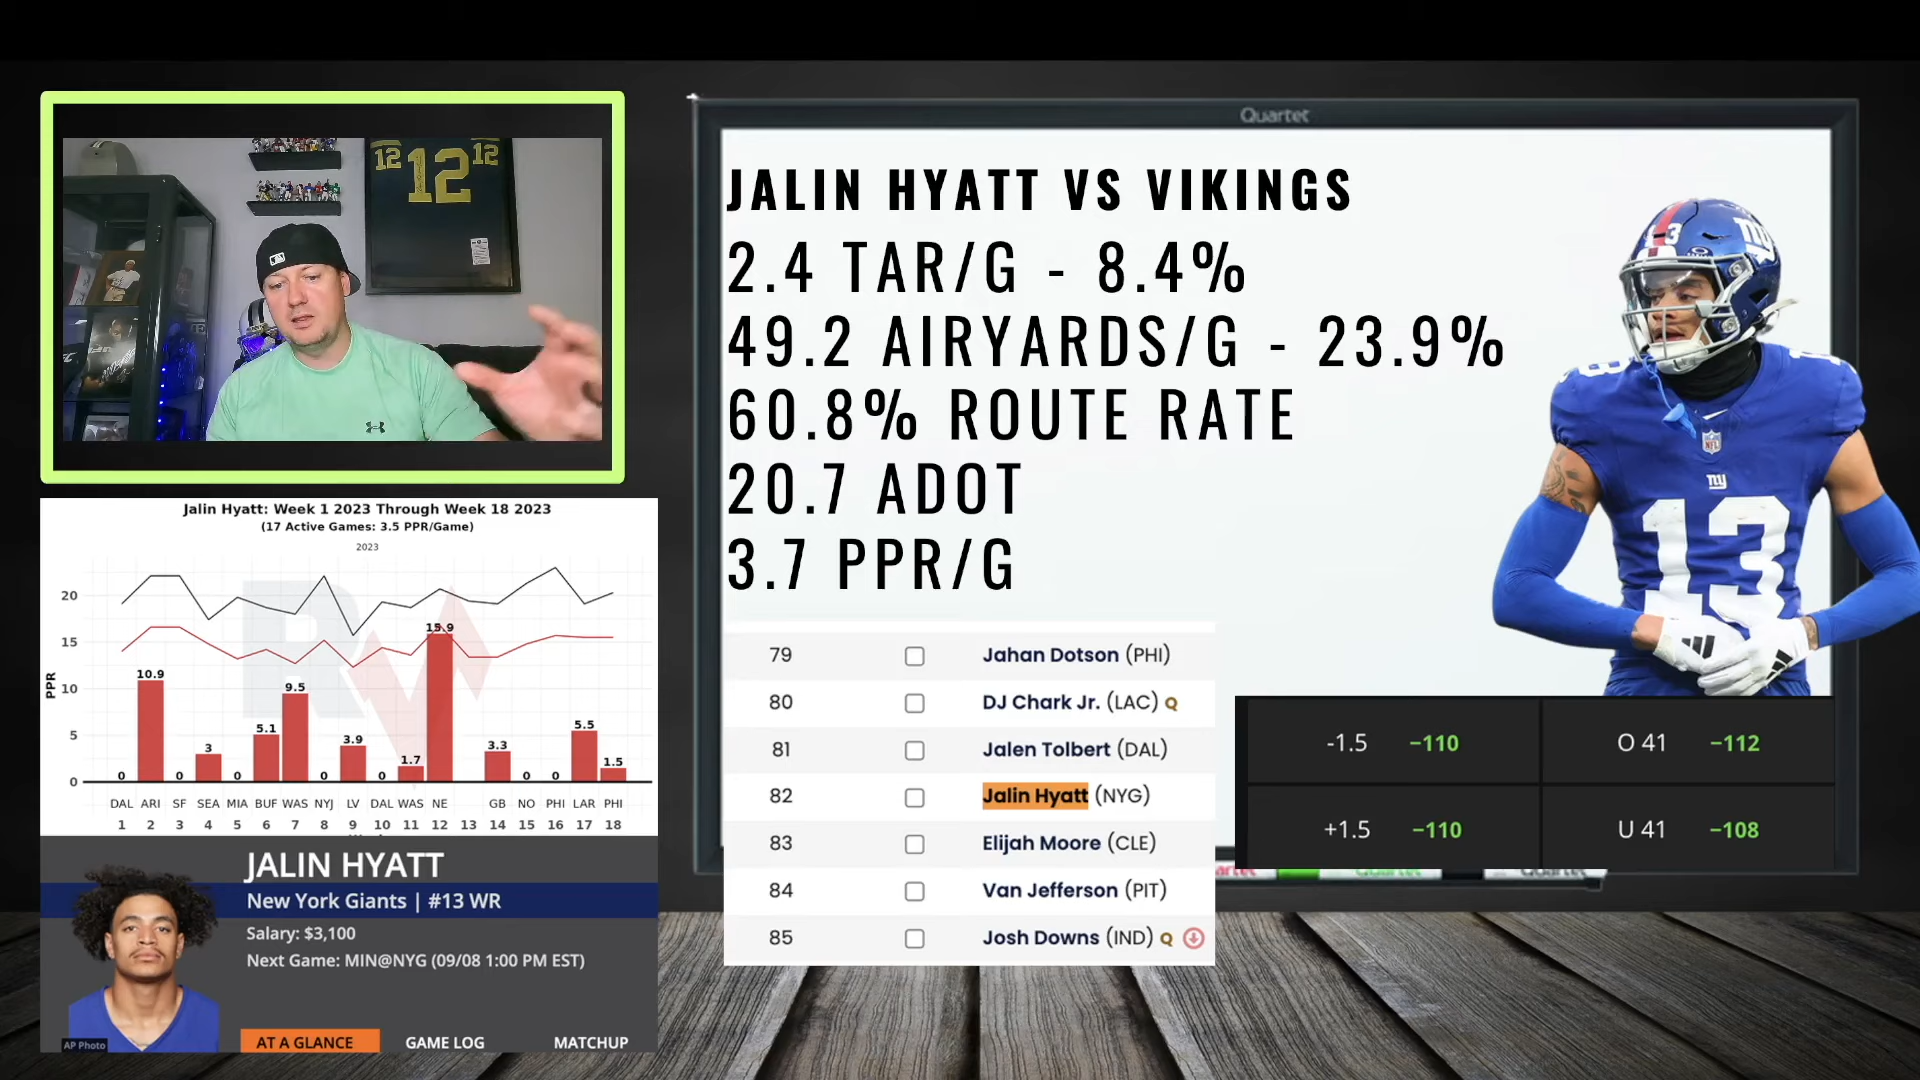 12 12 12
Quartet
JALIN HYATT VS VIKINGS
2.4 TAR/G - 8.4%
49.2 AIRYARDS/G - 23.9%
60.8% ROUTE RATE
20.7 ADOT
3.7 PPR/G
ny
13
NFL
ny
13
Jalin Hyatt: Week 1 2023 Through Week 18 2023
(17 Active Games: 3.5 PPR/Game)
2023
PPR
20
15
10
5
0
RV
0 10.9 0 3 0 5.1 9.5 0 3.9 0 1.7 15.9 3.3 0 0 5.5 1.5
DAL ARI SF SEA MIA BUF WAS NYJ LV DAL WAS NE GB NO PHI LAR PHI
1 2 3 4 5 6 7 8 9 10 11 12 13 14 15 16 17 18
JALIN HYATT
New York Giants | #13 WR
Salary: $3,100
Next Game: MIN@NYG (09/08 1:00 PM EST)
AP Photo
AT A GLANCE GAME LOG MATCHUP
79 Jahan Dotson (PHI)
80 DJ Chark Jr. (LAC) Q
81 Jalen Tolbert (DAL)
82 Jalin Hyatt (NYG)
83 Elijah Moore (CLE)
84 Van Jefferson (PIT)
85 Josh Downs (IND) Q
-1.5 −110 O 41 −112
+1.5 −110 U 41 −108
Quartet Quartet